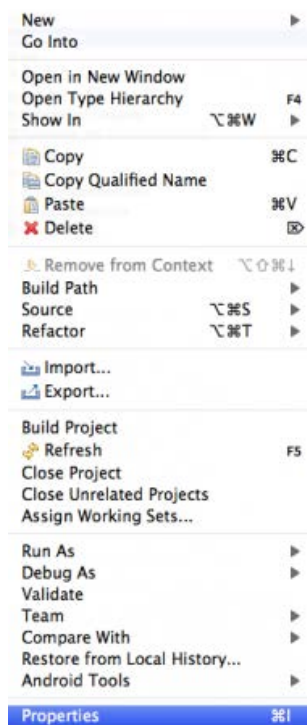 New
Go Into
Open in New Window
Open Type Hierarchy F4
Show In ⌥⌘W
Copy ⌘C
Copy Qualified Name
Paste ⌘V
Delete ⌦
Remove from Context ⌥⇧⌘↓
Build Path
Source ⌥⌘S
Refactor ⌥⌘T
Import...
Export...
Build Project
Refresh F5
Close Project
Close Unrelated Projects
Assign Working Sets...
Run As
Debug As
Validate
Team
Compare With
Restore from Local History...
Android Tools
Properties ⌘I